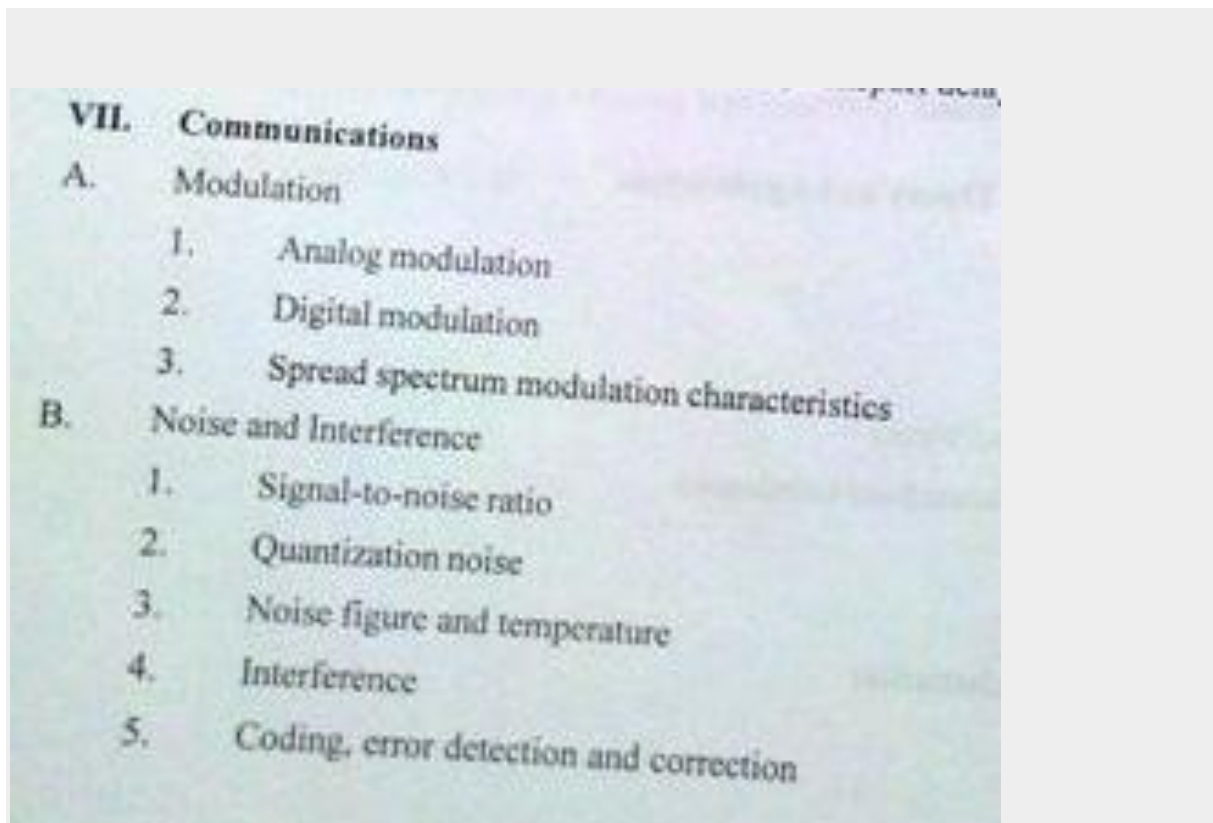 VII. Communications
A. Modulation
1. Analog modulation
2. Digital modulation
3. Spread spectrum modulation characteristics
B. Noise and Interference
1. Signal-to-noise ratio
2. Quantization noise
3. Noise figure and temperature
4. Interference
5. Coding, error detection and correction